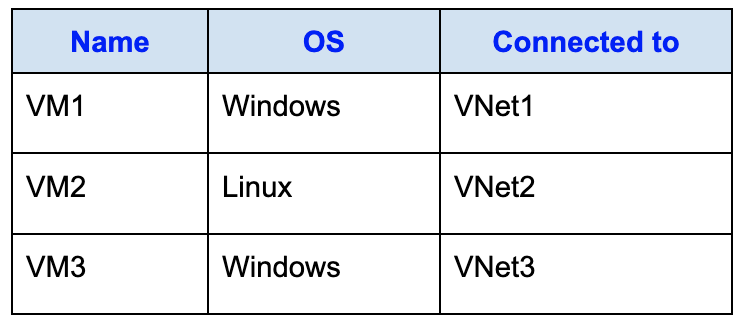 Name OS Connected to
VM1 Windows VNet1
VM2 Linux VNet2
VM3 Windows VNet3